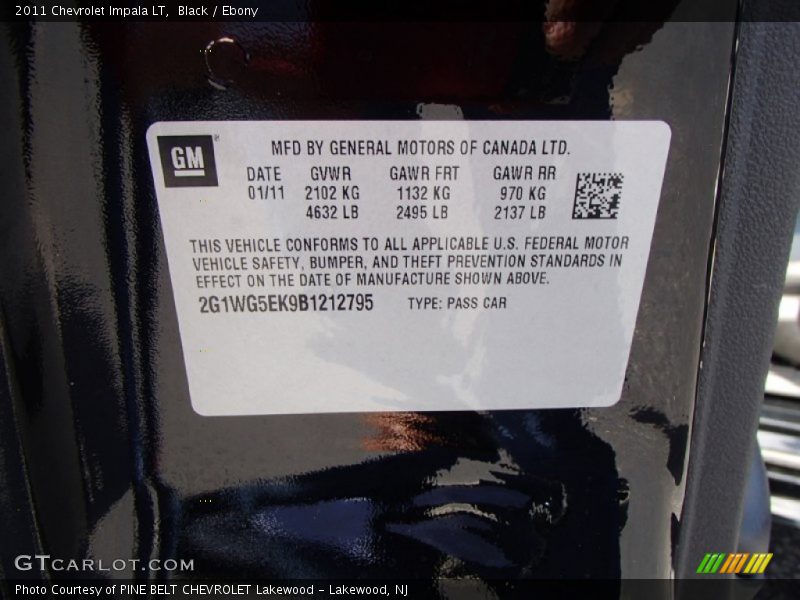 2011 Chevrolet Impala LT, Black / Ebony
GM
MFD BY GENERAL MOTORS OF CANADA LTD.
DATE GVWR GAWR FRT GAWR RR
01/11 2102 KG 1132 KG 970 KG
4632 LB 2495 LB 2137 LB
THIS VEHICLE CONFORMS TO ALL APPLICABLE U.S. FEDERAL MOTOR
VEHICLE SAFETY, BUMPER, AND THEFT PREVENTION STANDARDS IN
EFFECT ON THE DATE OF MANUFACTURE SHOWN ABOVE.
2G1WG5EK9B1212795 TYPE: PASS CAR
GTCARLOT.COM
Photo Courtesy of PINE BELT CHEVROLET Lakewood - Lakewood, NJ